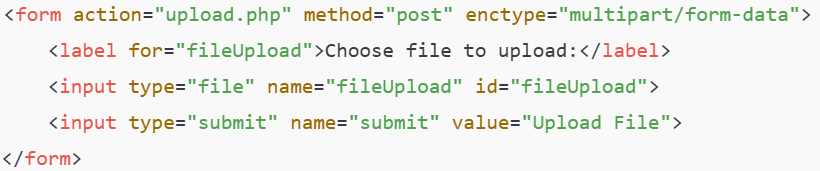 <form action="upload.php" method="post" enctype="multipart/form-data">
    <label for="fileUpload">Choose file to upload:</label>
    <input type="file" name="fileUpload" id="fileUpload">
    <input type="submit" name="submit" value="Upload File">
</form>